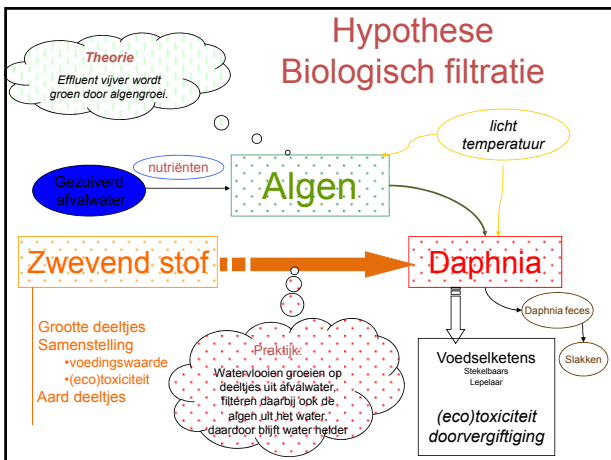 Hypothese
Biologisch filtratie
Theorie
Effluent vijver wordt
groen door algengroei.
licht
temperatuur
nutriënten
Gezuiverd
afvalwater
Algen
Zwevend stof
Daphnia
Grootte deeltjes
Samenstelling
•voedingswaarde
•(eco)toxiciteit
Aard deeltjes
Praktijk:
Watervlooien groeien op
deeltjes uit afvalwater,
filteren daarbij ook de
algen uit het water,
daardoor blijft water helder
Daphnia feces
Slakken
Voedselketens
Stekelbaars
Lepelaar
(eco)toxiciteit
doorvergiftiging